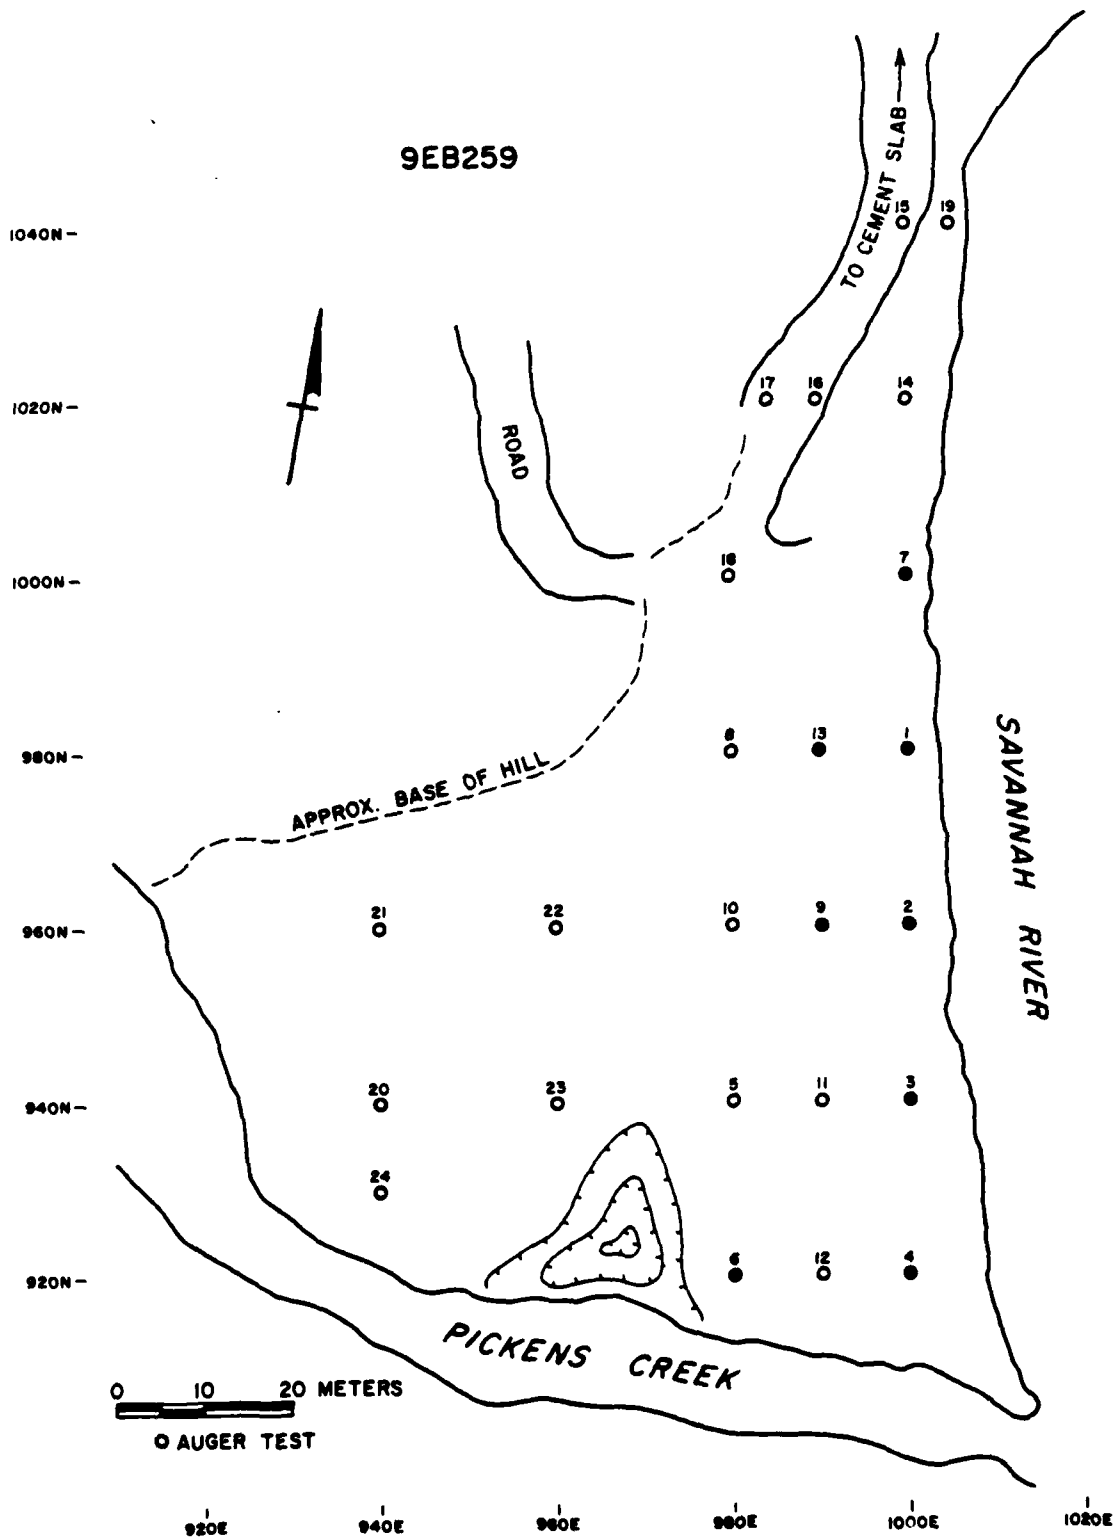 9EB259
TO CEMENT SLAB
15 19
1040N
17 16 14
1020N
ROAD
18 7
1000N
8 13 1
980N
APPROX. BASE OF HILL
SAVANNAH RIVER
21 22 10 9 2
960N
20 23 5 11 3
940N
24
6 12 4
920N
PICKENS CREEK
0 10 20 METERS
AUGER TEST
920E 940E 960E 980E 1000E 1020E